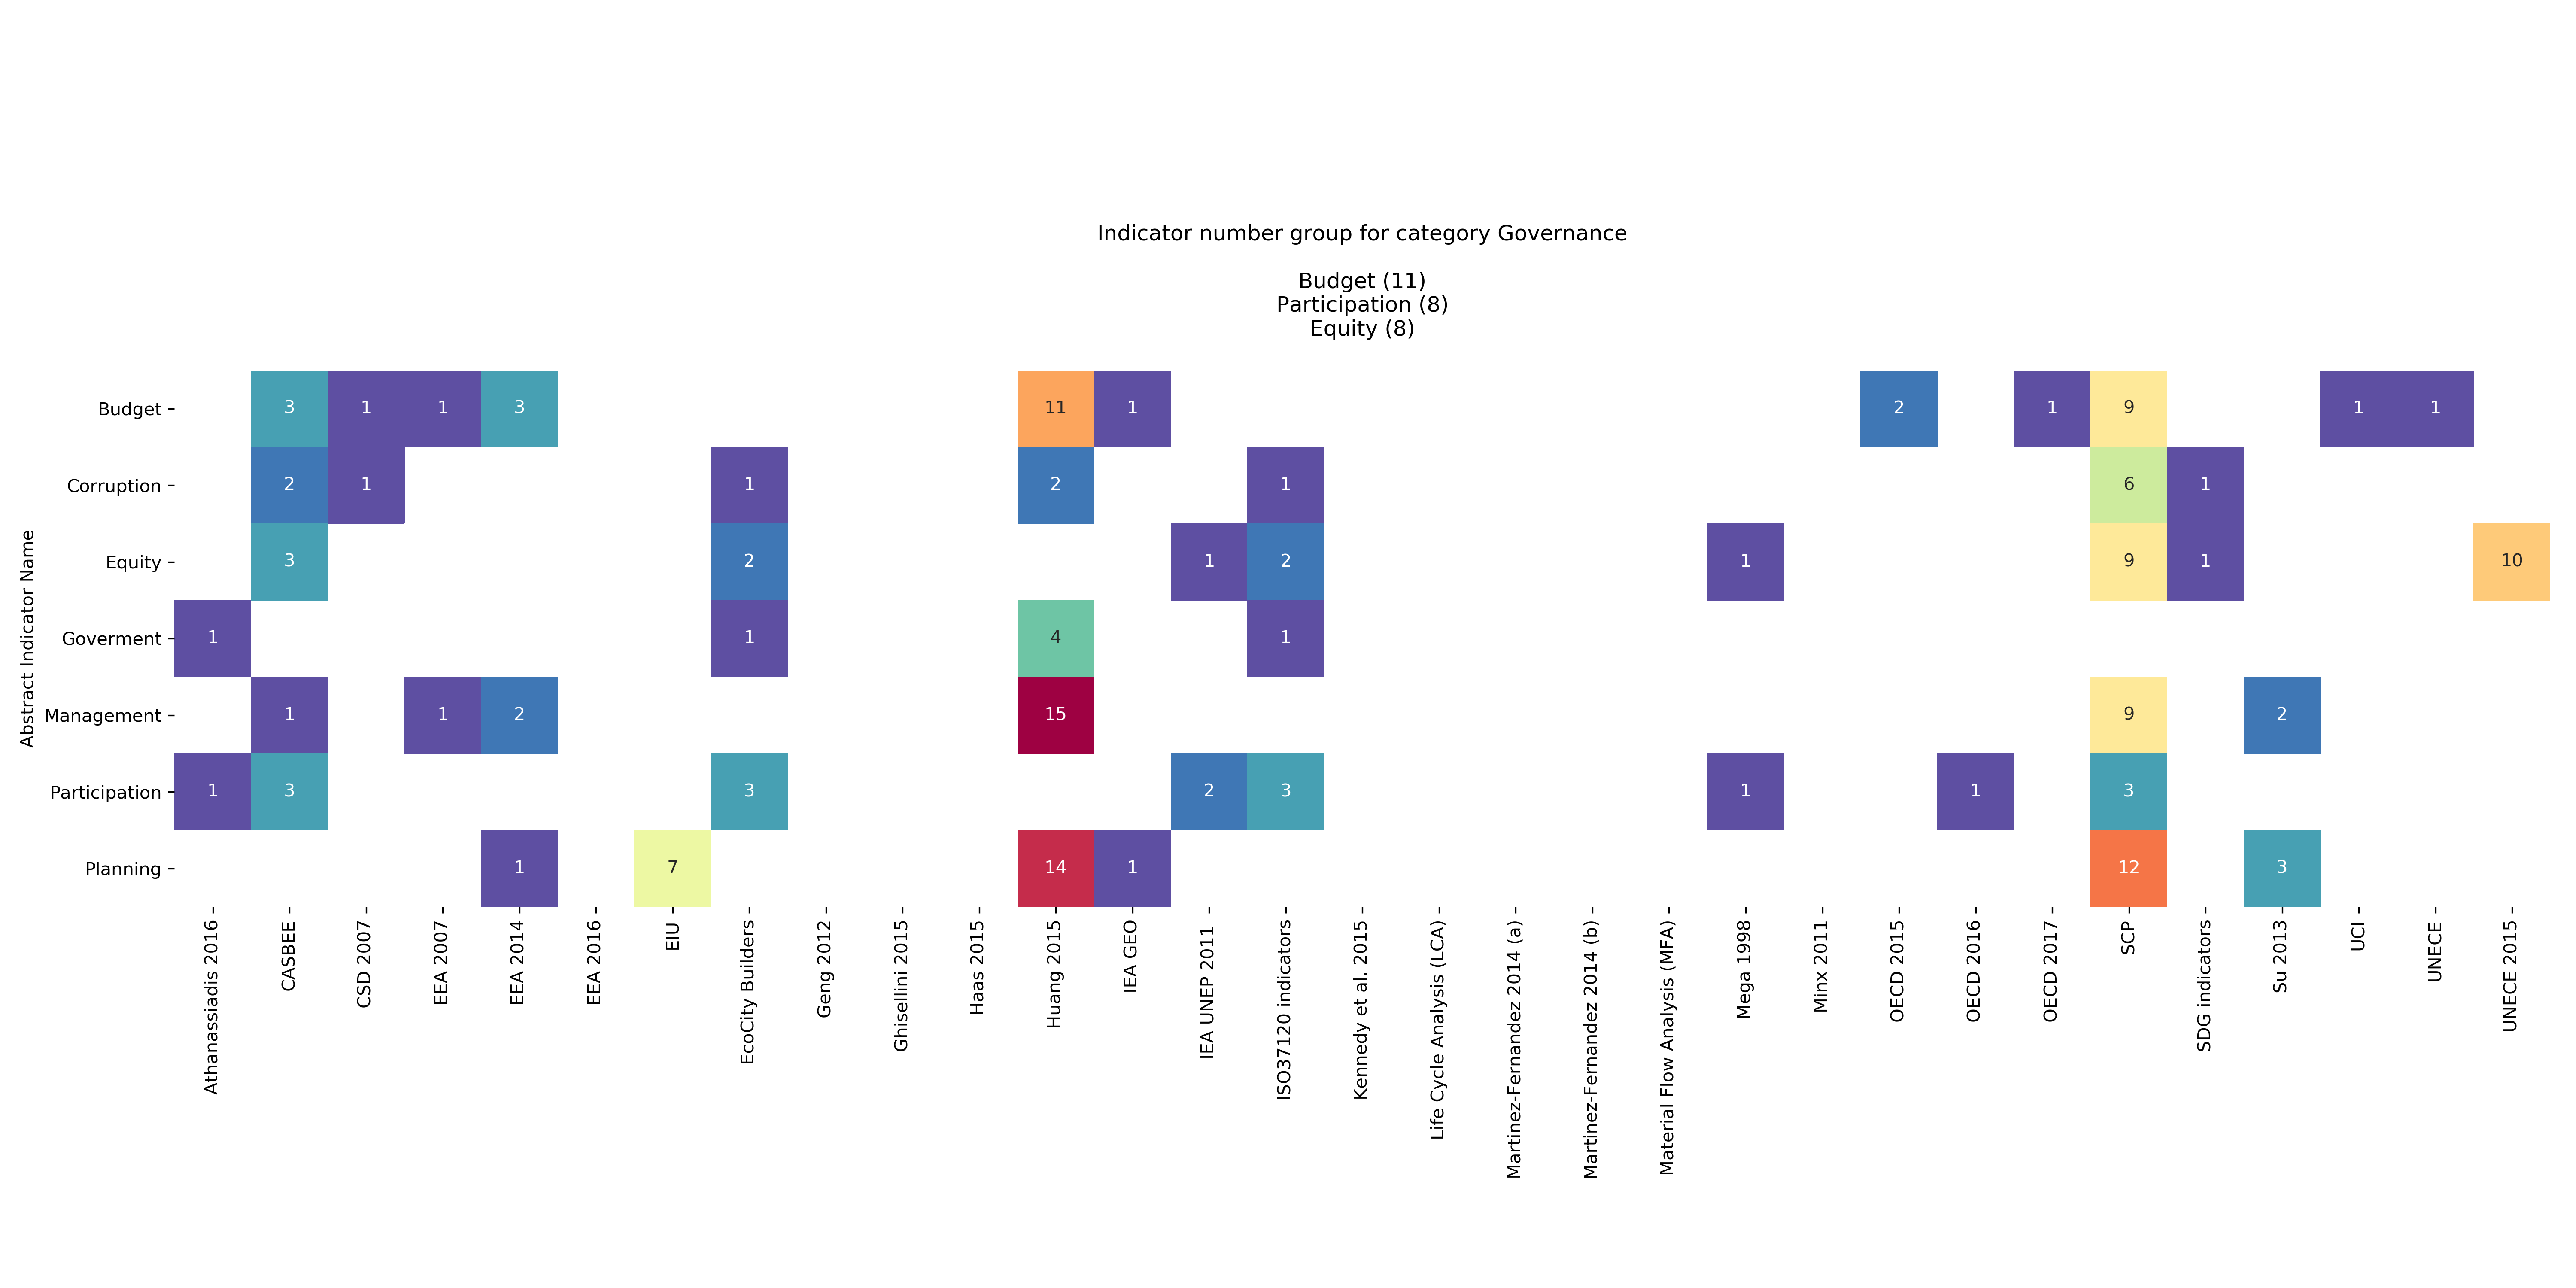 Indicator number group for category Governance
Budget (11)
Participation (8)
Equity (8)
Abstract Indicator Name
Budget 3 1 1 3 11 1 2 1 9 1 1
Corruption 2 1 1 2 1 6 1
Equity 3 2 1 2 1 9 1 10
Goverment 1 1 4 1
Management 1 1 2 15 9 2
Participation 1 3 3 2 3 1 1 3
Planning 1 7 14 1 12 3
Athanassiadis 2016
CASBEE
CSD 2007
EEA 2007
EEA 2014
EEA 2016
EIU
EcoCity Builders
Geng 2012
Ghisellini 2015
Haas 2015
Huang 2015
IEA GEO
IEA UNEP 2011
ISO37120 indicators
Kennedy et al. 2015
Life Cycle Analysis (LCA)
Martinez-Fernandez 2014 (a)
Martinez-Fernandez 2014 (b)
Material Flow Analysis (MFA)
Mega 1998
Minx 2011
OECD 2015
OECD 2016
OECD 2017
SCP
SDG indicators
Su 2013
UCI
UNECE
UNECE 2015